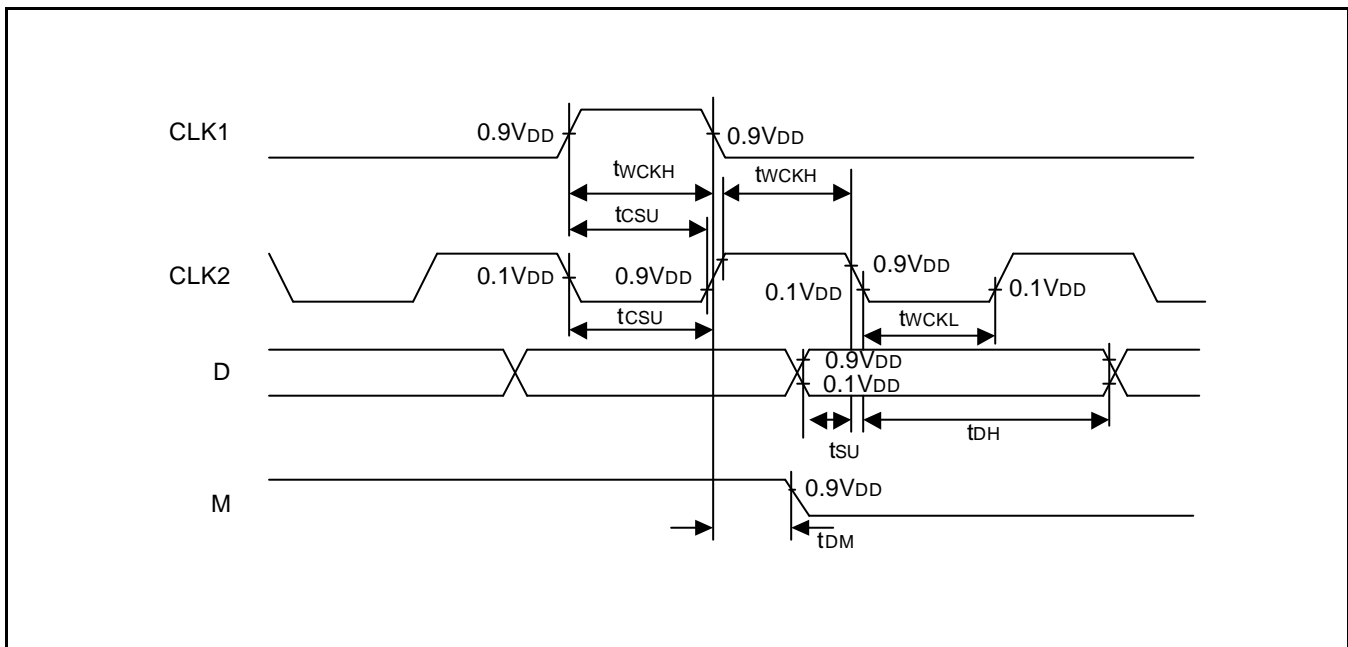 CLK1
0.9VDD
0.9VDD
tWCKH
tWCKH
tCSU
CLK2
0.1VDD
0.9VDD
0.9VDD
0.1VDD
0.1VDD
tCSU
tWCKL
D
0.9VDD
0.1VDD
tSU
tDH
M
0.9VDD
tDM